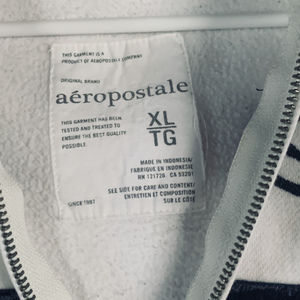 THIS GARMENT IS A
PRODUCT OF AEROPOSTALE COMPANY
ORIGINAL BRAND
aéropostale
THIS GARMENT HAS BEEN
TESTED AND TREATED TO
ENSURE THE BEST QUALITY
POSSIBLE.
XL
TG
MADE IN INDONESIA/
FABRIQUE EN INDONESIE
RN 121726 CA 53201
SEE SIDE FOR CARE AND CONTENT/
ENTRETIEN ET COMPOSITION
SUR LE CÔTÉ
SINCE 1987